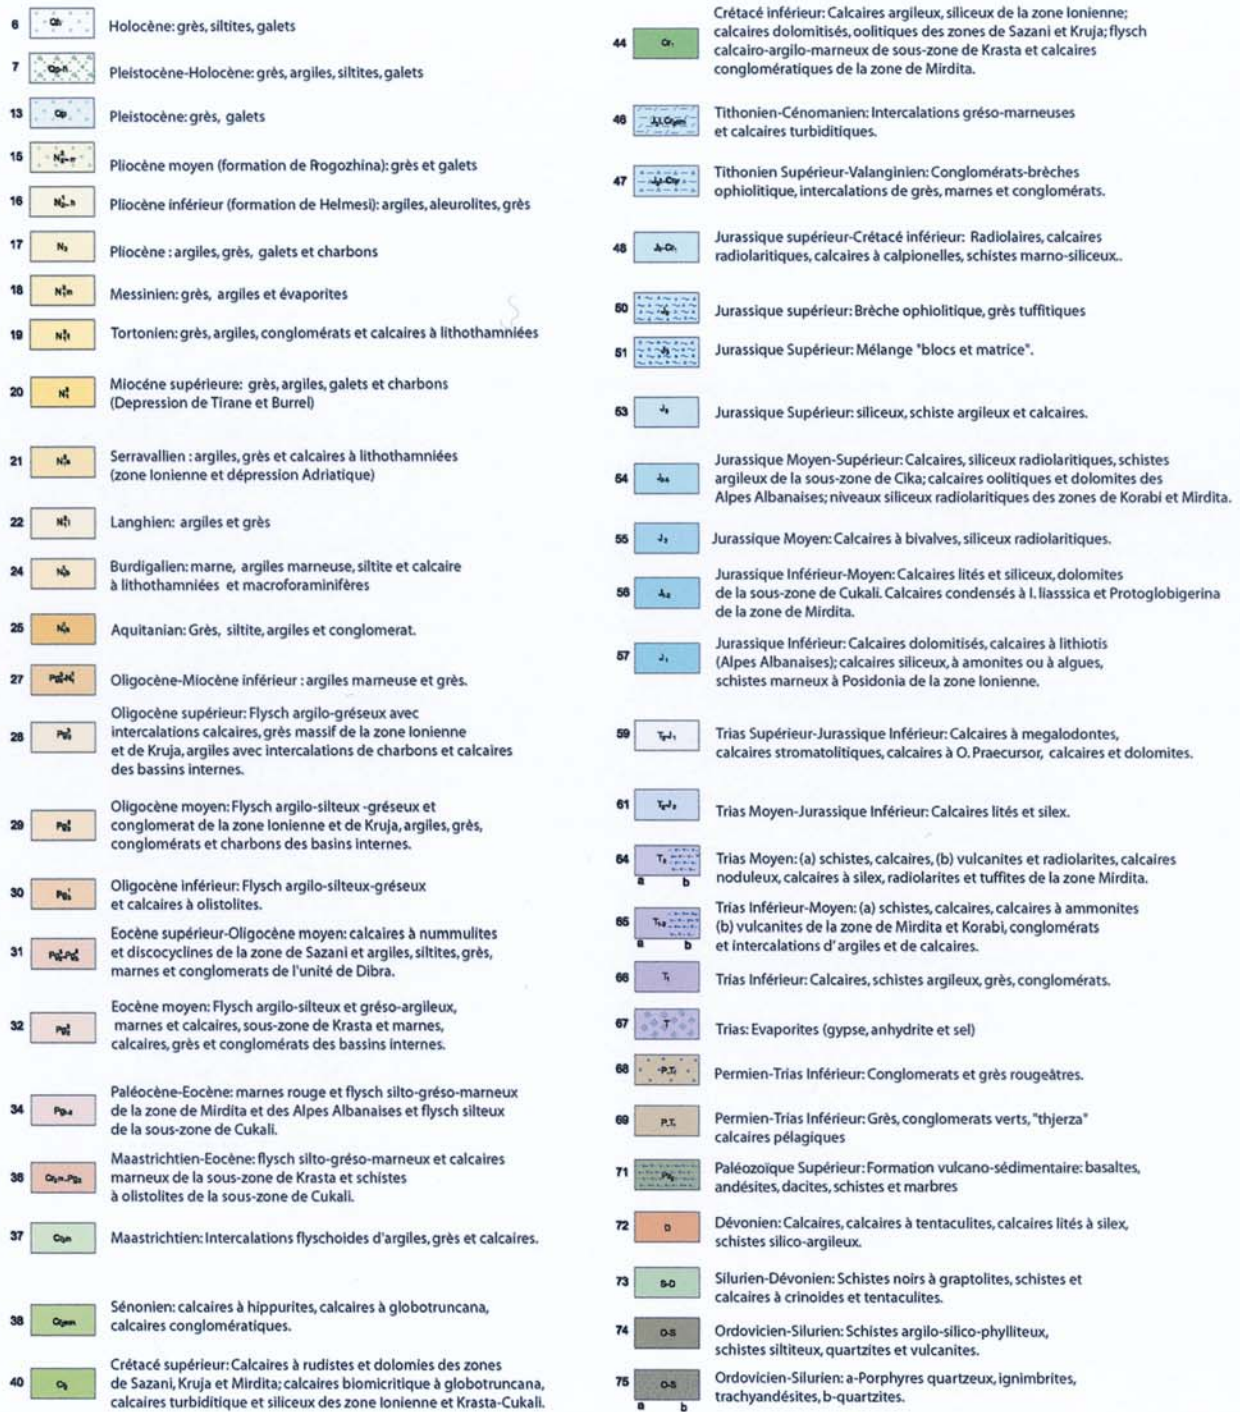 6 Holocène: grès, siltites, galets
7 Pleistocène-Holocène: grès, argiles, siltites, galets
13 Qp Pleistocène: grès, galets
15 Pliocène moyen (formation de Rrogozhina): grès et galets
16 Pliocène inférieur (formation de Helmesi): argiles, aleurolites, grès
17 N₂ Pliocène : argiles, grès, galets et charbons
18 Messinien: grès, argiles et évaporites
19 Tortonien: grès, argiles, conglomérats et calcaires à lithothamniées
20 Miocéne supérieure: grès, argiles, galets et charbons
(Depression de Tirane et Burrel)
21 Serravallien : argiles, grès et calcaires à lithothamniées
(zone Ionienne et dépression Adriatique)
22 Langhien: argiles et grès
24 Burdigalien: marne, argiles marneuse, siltite et calcaire
à lithothamniées et macroforaminifères
25 Aquitanian: Grès, siltite, argiles et conglomerat.
27 Oligocène-Miocène inférieur : argiles marneuse et grès.
28 Oligocène supérieur: Flysch argilo-gréseux avec
intercalations calcaires, grès massif de la zone Ionienne
et de Kruja, argiles avec intercalations de charbons et calcaires
des bassins internes.
29 Oligocène moyen: Flysch argilo-silteux -gréseux et
conglomerat de la zone Ionienne et de Kruja, argiles, grès,
conglomérats et charbons des basins internes.
30 Oligocène inférieur: Flysch argilo-silteux-gréseux
et calcaires à olistolites.
31 Eocène supérieur-Oligocène moyen: calcaires à nummulites
et discocyclines de la zone de Sazani et argiles, siltites, grès,
marnes et conglomerats de l'unité de Dibra.
32 Eocène moyen: Flysch argilo-silteux et gréso-argileux,
marnes et calcaires, sous-zone de Krasta et marnes,
calcaires, grès et conglomérats des bassins internes.
34 Paléocène-Eocène: marnes rouge et flysch silto-gréso-marneux
de la zone de Mirdita et des Alpes Albanaises et flysch silteux
de la sous-zone de Cukali.
36 Maastrichtien-Eocène: flysch silto-gréso-marneux et calcaires
marneux de la sous-zone de Krasta et schistes
à olistolites de la sous-zone de Cukali.
37 Maastrichtien: Intercalations flyschoides d'argiles, grès et calcaires.
38 Sénonien: calcaires à hippurites, calcaires à globotruncana,
calcaires conglomératiques.
40 Crétacé supérieur: Calcaires à rudistes et dolomies des zones
de Sazani, Kruja et Mirdita; calcaires biomicritique à globotruncana,
calcaires turbiditique et siliceux des zone Ionienne et Krasta-Cukali.
44 Cr₁ Crétacé inférieur: Calcaires argileux, siliceux de la zone Ionienne;
calcaires dolomitisés, oolitiques des zones de Sazani et Kruja; flysch
calcairo-argilo-marneux de sous-zone de Krasta et calcaires
conglomératiques de la zone de Mirdita.
46 Tithonien-Cénomanien: Intercalations gréso-marneuses
et calcaires turbiditiques.
47 Tithonien Supérieur-Valanginien: Conglomérats-brèches
ophiolitique, intercalations de grès, marnes et conglomérats.
48 Jurassique supérieur-Crétacé inférieur: Radiolaires, calcaires
radiolaritiques, calcaires à calpionelles, schistes marno-siliceux..
50 Jurassique supérieur: Brèche ophiolitique, grès tuffitiques
51 Jurassique Supérieur: Mélange "blocs et matrice".
53 J₃ Jurassique Supérieur: siliceux, schiste argileux et calcaires.
54 Jurassique Moyen-Supérieur: Calcaires, siliceux radiolaritiques, schistes
argileux de la sous-zone de Cika; calcaires oolitiques et dolomites des
Alpes Albanaises; niveaux siliceux radiolaritiques des zones de Korabi et Mirdita.
55 J₂ Jurassique Moyen: Calcaires à bivalves, siliceux radiolaritiques.
56 Jurassique Inférieur-Moyen: Calcaires lités et siliceux, dolomites
de la sous-zone de Cukali. Calcaires condensés à I. liasssica et Protoglobigerina
de la zone de Mirdita.
57 J₁ Jurassique Inférieur: Calcaires dolomitisés, calcaires à lithiotis
(Alpes Albanaises); calcaires siliceux, à amonites ou à algues,
schistes marneux à Posidonia de la zone Ionienne.
59 Trias Supérieur-Jurassique Inférieur: Calcaires à megalodontes,
calcaires stromatolitiques, calcaires à O. Praecursor, calcaires et dolomites.
61 Trias Moyen-Jurassique Inférieur: Calcaires lités et silex.
64 Trias Moyen: (a) schistes, calcaires, (b) vulcanites et radiolarites, calcaires
a b noduleux, calcaires à silex, radiolarites et tuffites de la zone Mirdita.
65 Trias Inférieur-Moyen: (a) schistes, calcaires, calcaires à ammonites
(b) vulcanites de la zone de Mirdita et Korabi, conglomérats
a b et intercalations d'argiles et de calcaires.
66 T₁ Trias Inférieur: Calcaires, schistes argileux, grès, conglomérats.
67 T Trias: Evaporites (gypse, anhydrite et sel)
68 Permien-Trias Inférieur: Conglomerats et grès rougeâtres.
69 Permien-Trias Inférieur: Grès, conglomerats verts, "thjerza"
calcaires pélagiques
71 Paléozoïque Supérieur: Formation vulcano-sédimentaire: basaltes,
andésites, dacites, schistes et marbres
72 D Dévonien: Calcaires, calcaires à tentaculites, calcaires lités à silex,
schistes silico-argileux.
73 S-D Silurien-Dévonien: Schistes noirs à graptolites, schistes et
calcaires à crinoides et tentaculites.
74 O-S Ordovicien-Silurien: Schistes argilo-silico-phylliteux,
schistes siltiteux, quartzites et vulcanites.
75 O-S Ordovicien-Silurien: a-Porphyres quartzeux, ignimbrites,
a b trachyandésites, b-quartzites.